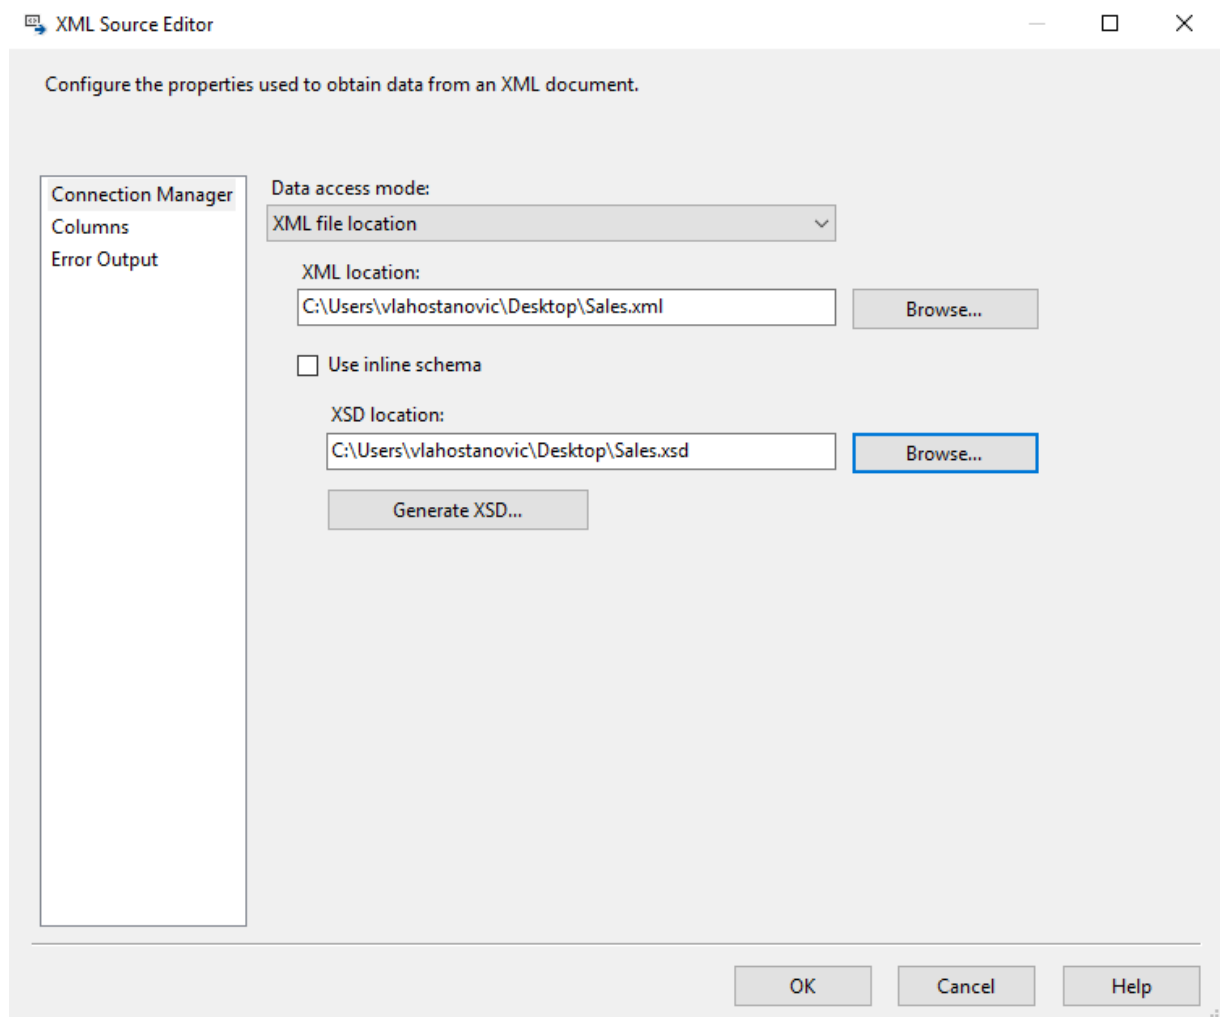 XML Source Editor
Configure the properties used to obtain data from an XML document.
Connection Manager
Columns
Error Output
Data access mode:
XML file location
XML location:
C:\Users\vlahostanovic\Desktop\Sales.xml
Browse...
Use inline schema
XSD location:
C:\Users\vlahostanovic\Desktop\Sales.xsd
Browse...
Generate XSD...
OK
Cancel
Help